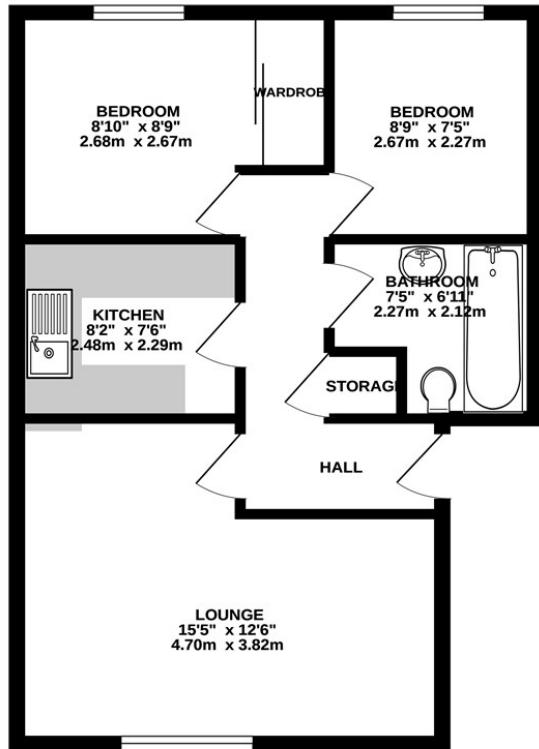 BEDROOM
8'10" x 8'9"
2.68m x 2.67m
WARDROB
BEDROOM
8'9" x 7'5"
2.67m x 2.27m
KITCHEN
8'2" x 7'6"
2.48m x 2.29m
BATHROOM
7'5" x 6'11"
2.27m x 2.12m
STORAGE
HALL
LOUNGE
15'5" x 12'6"
4.70m x 3.82m